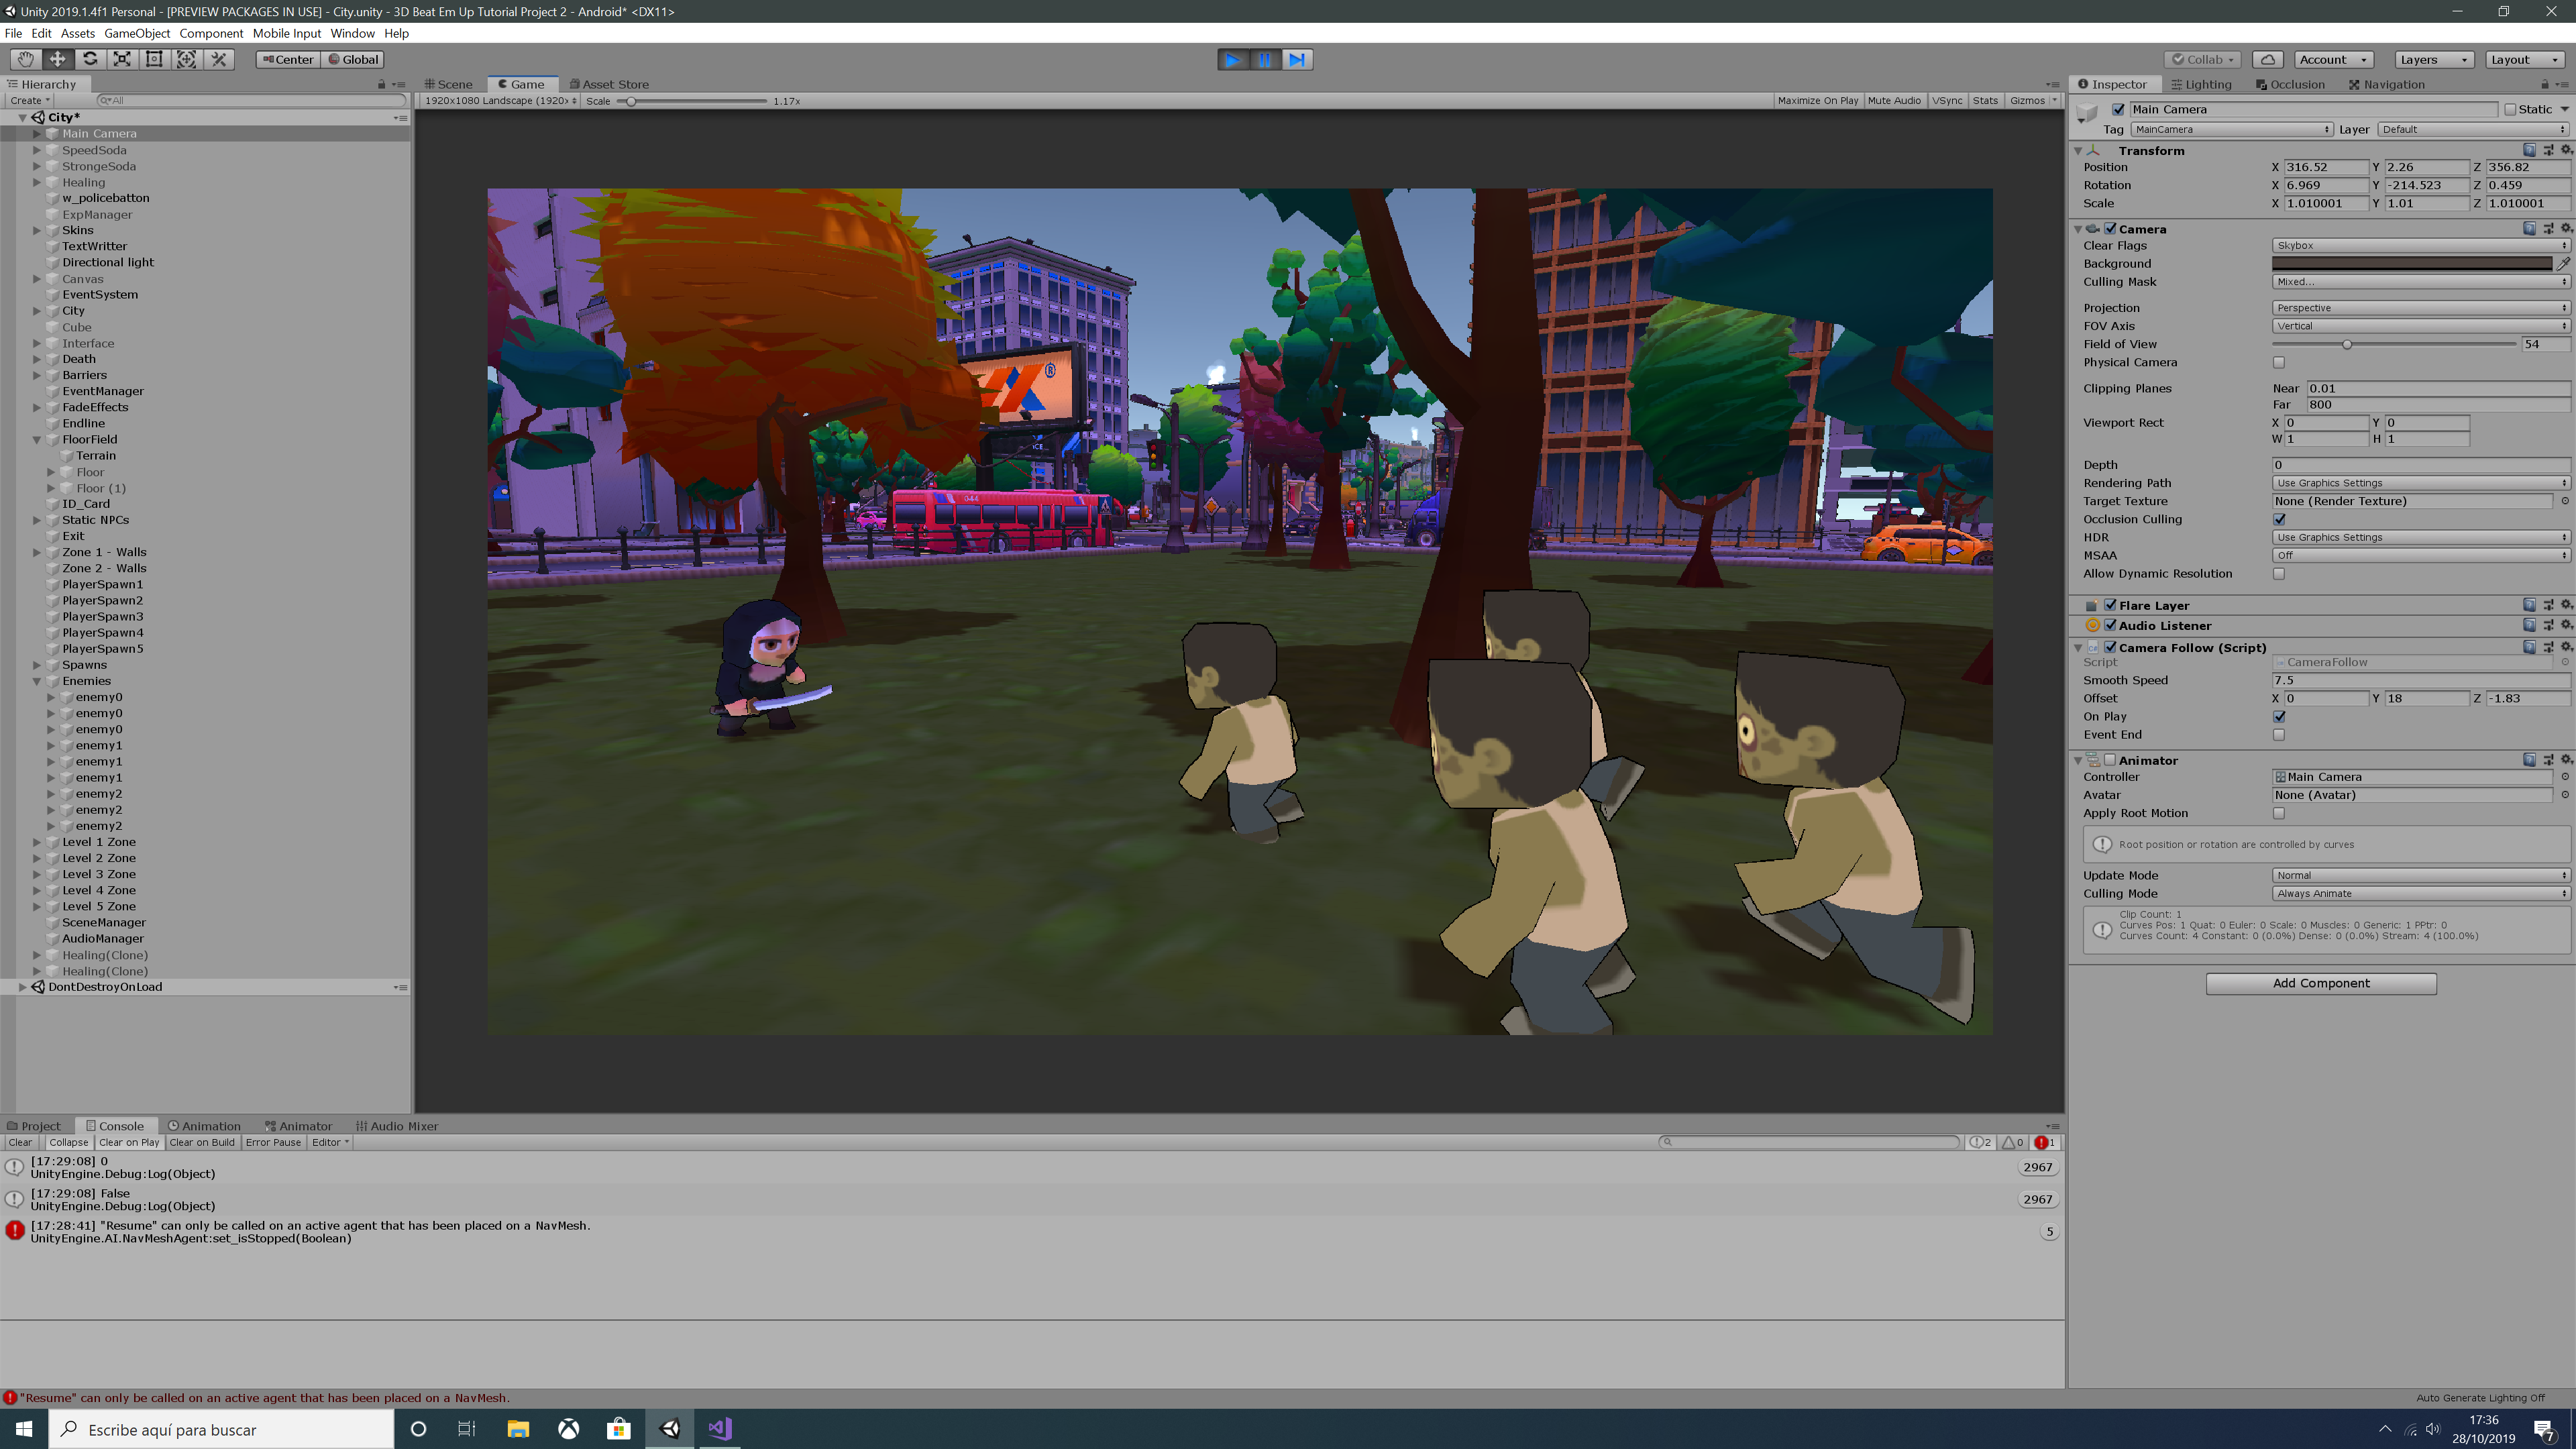 Unity 2019.1.4f1 Personal - [PREVIEW PACKAGES IN USE] - City.unity - 3D Beat Em Up Tutorial Project 2 - Android* <DX11>
File Edit Assets GameObject Component Mobile Input Window Help
Center Global Collab Account Layers Layout
Hierarchy
Create All
City*
Main Camera
SpeedSoda
StrongeSoda
Healing
w_policebatton
ExpManager
Skins
TextWritter
Directional light
Canvas
EventSystem
City
Cube
Interface
Death
Barriers
EventManager
FadeEffects
Endline
FloorField
Terrain
Floor
Floor (1)
ID_Card
Static NPCs
Exit
Zone 1 - Walls
Zone 2 - Walls
PlayerSpawn1
PlayerSpawn2
PlayerSpawn3
PlayerSpawn4
PlayerSpawn5
Spawns
Enemies
enemy0
enemy0
enemy0
enemy1
enemy1
enemy1
enemy2
enemy2
enemy2
Level 1 Zone
Level 2 Zone
Level 3 Zone
Level 4 Zone
Level 5 Zone
SceneManager
AudioManager
Healing(Clone)
Healing(Clone)
DontDestroyOnLoad
Scene Game Asset Store
1920x1080 Landscape (1920x Scale 1.17x Maximize On Play Mute Audio VSync Stats Gizmos
®
044
Inspector Lighting Occlusion Navigation
Main Camera Static
Tag MainCamera Layer Default
Transform
Position X 316.52 Y 2.26 Z 356.82
Rotation X 6.969 Y -214.523 Z 0.459
Scale X 1.010001 Y 1.01 Z 1.010001
Camera
Clear Flags Skybox
Background
Culling Mask Mixed...
Projection Perspective
FOV Axis Vertical
Field of View 54
Physical Camera
Clipping Planes Near 0.01
Far 800
Viewport Rect X 0 Y 0
W 1 H 1
Depth 0
Rendering Path Use Graphics Settings
Target Texture None (Render Texture)
Occlusion Culling
HDR Use Graphics Settings
MSAA Off
Allow Dynamic Resolution
Flare Layer
Audio Listener
Camera Follow (Script)
Script CameraFollow
Smooth Speed 7.5
Offset X 0 Y 18 Z -1.83
On Play
Event End
Animator
Controller Main Camera
Avatar None (Avatar)
Apply Root Motion
Root position or rotation are controlled by curves
Update Mode Normal
Culling Mode Always Animate
Clip Count: 1
Curves Pos: 1 Quat: 0 Euler: 0 Scale: 0 Muscles: 0 Generic: 1 PPtr: 0
Curves Count: 4 Constant: 0 (0.0%) Dense: 0 (0.0%) Stream: 4 (100.0%)
Add Component
Project Console Animation Animator Audio Mixer
Clear Collapse Clear on Play Clear on Build Error Pause Editor 2 0 1
[17:29:08] 0
UnityEngine.Debug:Log(Object)
2967
[17:29:08] False
UnityEngine.Debug:Log(Object)
2967
[17:28:41] "Resume" can only be called on an active agent that has been placed on a NavMesh.
UnityEngine.AI.NavMeshAgent:set_isStopped(Boolean)
5
"Resume" can only be called on an active agent that has been placed on a NavMesh.
Auto Generate Lighting Off
Escribe aquí para buscar
17:36
28/10/2019
7